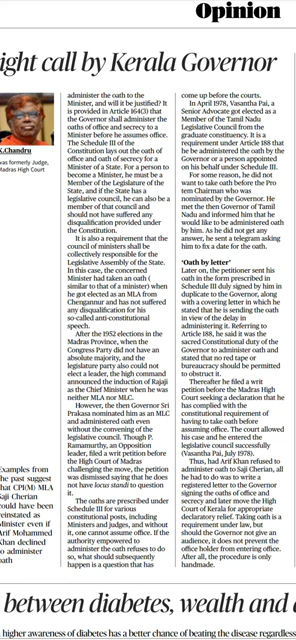 Opinion
ight call by Kerala Governor
K.Chandru
was formerly Judge,
Madras High Court
Examples from
he past suggest
hat CPI(M) MLA
Saji Cherian
could have been
reinstated as
Minister even if
Arif Mohammed
Khan declined
o administer
oath
administer the oath to the
Minister, and will it be justified? It
is provided in Article 164(3) that
the Governor shall administer the
oaths of office and secrecy to a
Minister before he assumes office.
The Schedule III of the
Constitution lays out the oath of
office and oath of secrecy for a
Minister of a State. For a person to
become a Minister, he must be a
Member of the Legislature of the
State, and if the State has a
legislative council, he can also be a
member of that council and
should not have suffered any
disqualification provided under
the Constitution.
It is also a requirement that the
council of ministers shall be
collectively responsible for the
Legislative Assembly of the State.
In this case, the concerned
Minister had taken an oath (
similar to that of a minister) when
he got elected as an MLA from
Chengannur and has not suffered
any disqualification for his
so-called anti-constitutional
speech.
After the 1952 elections in the
Madras Province, when the
Congress Party did not have an
absolute majority, and the
legislature party also could not
elect a leader, the high command
announced the induction of Rajaji
as the Chief Minister when he was
neither MLA nor MLC.
However, the then Governor Sri
Prakasa nominated him as an MLC
and administered oath even
without the convening of the
legislative council. Though P.
Ramamurthy, an Opposition
leader, filed a writ petition before
the High Court of Madras
challenging the move, the petition
was dismissed saying that he does
not have locus standi to question
it.
The oaths are prescribed under
Schedule III for various
constitutional posts, including
Ministers and judges, and without
it, one cannot assume office. If the
authority empowered to
administer the oath refuses to do
so, what should subsequently
happen is a question that has
come up before the courts.
In April 1978, Vasantha Pai, a
Senior Advocate got elected as a
Member of the Tamil Nadu
Legislative Council from the
graduate constituency. It is a
requirement under Article 188 that
he be administered the oath by the
Governor or a person appointed
on his behalf under Schedule III.
For some reason, he did not
want to take oath before the Pro
tem Chairman who was
nominated by the Governor. He
met the then Governor of Tamil
Nadu and informed him that he
would like to be administered oath
by him. As he did not get any
answer, he sent a telegram asking
him to fix a date for the oath.
'Oath by letter'
Later on, the petitioner sent his
oath in the form prescribed in
Schedule III duly signed by him in
duplicate to the Governor, along
with a covering letter in which he
stated that he is sending the oath
in view of the delay in
administering it. Referring to
Article 188, he said it was the
sacred Constitutional duty of the
Governor to administer oath and
stated that no red tape or
bureaucracy should be permitted
to obstruct it.
Thereafter he filed a writ
petition before the Madras High
Court seeking a declaration that he
has complied with the
constitutional requirement of
having to take oath before
assuming office. The court allowed
his case and he entered the
legislative council successfully
(Vasantha Pai, July 1978).
Thus, had Arif Khan refused to
administer oath to Saji Cherian, all
he had to do was to write a
registered letter to the Governor
signing the oaths of office and
secrecy and later move the High
Court of Kerala for appropriate
declaratory relief. Taking oath is a
requirement under law, but
should the Governor not give an
audience, it does not prevent the
office holder from entering office.
After all, the procedure is only
handmade.
between diabetes, wealth and
higher awareness of diabetes has a better chance of beating the disease regardless